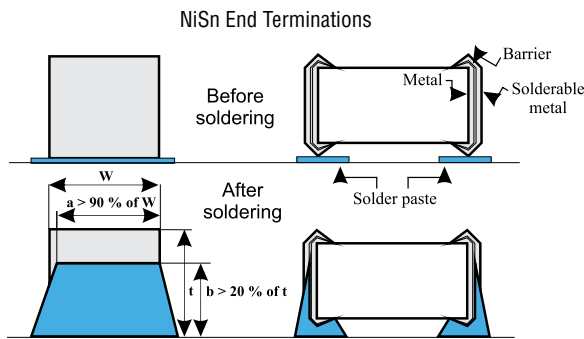 NiSn End Terminations
Barrier
Metal
Solderable
metal
Before
soldering
W
a > 90 % of W
After
soldering
Solder paste
t
b > 20 % of t